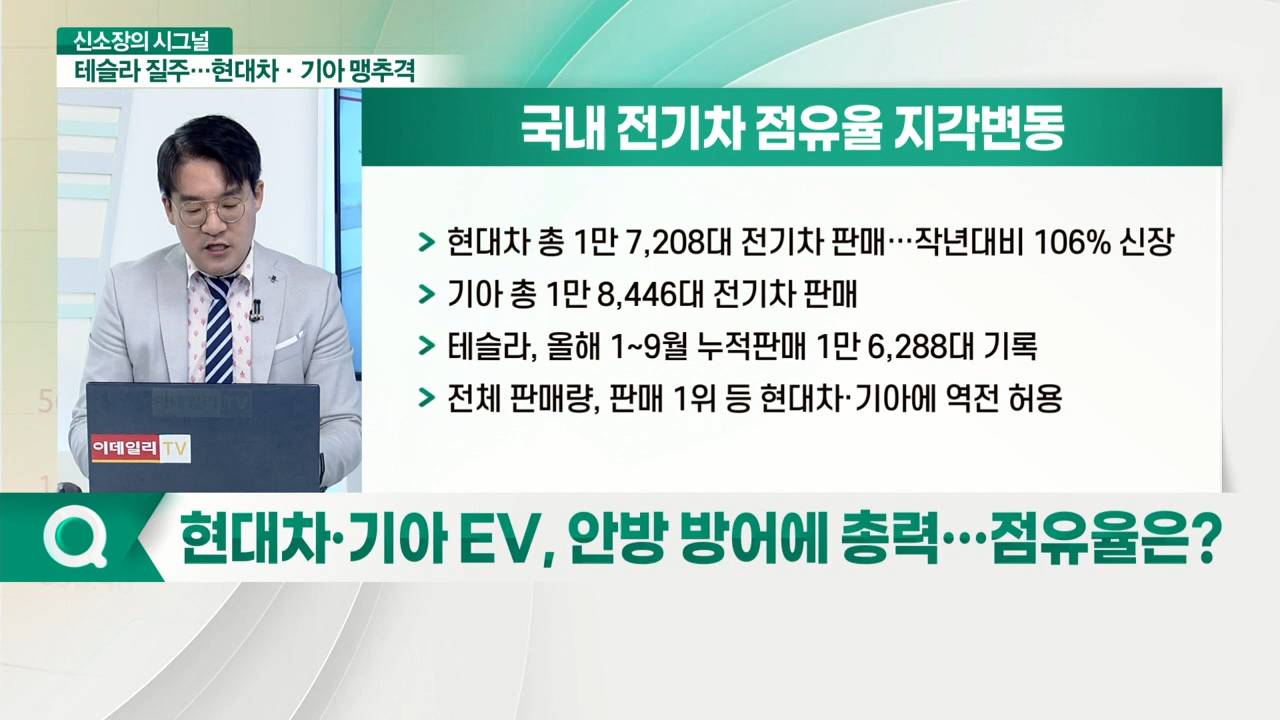 신소장의 시그널
테슬라 질주…현대차·기아 맹추격
국내 전기차 점유율 지각변동
> 현대차 총 1만 7,208대 전기차 판매…작년대비 106% 신장
> 기아 총 1만 8,446대 전기차 판매
> 테슬라, 올해 1~9월 누적판매 1만 6,288대 기록
> 전체 판매량, 판매 1위 등 현대차·기아에 역전 허용
이데일리 TV
이데일리 TV
현대차·기아 EV, 안방 방어에 총력…점유율은?